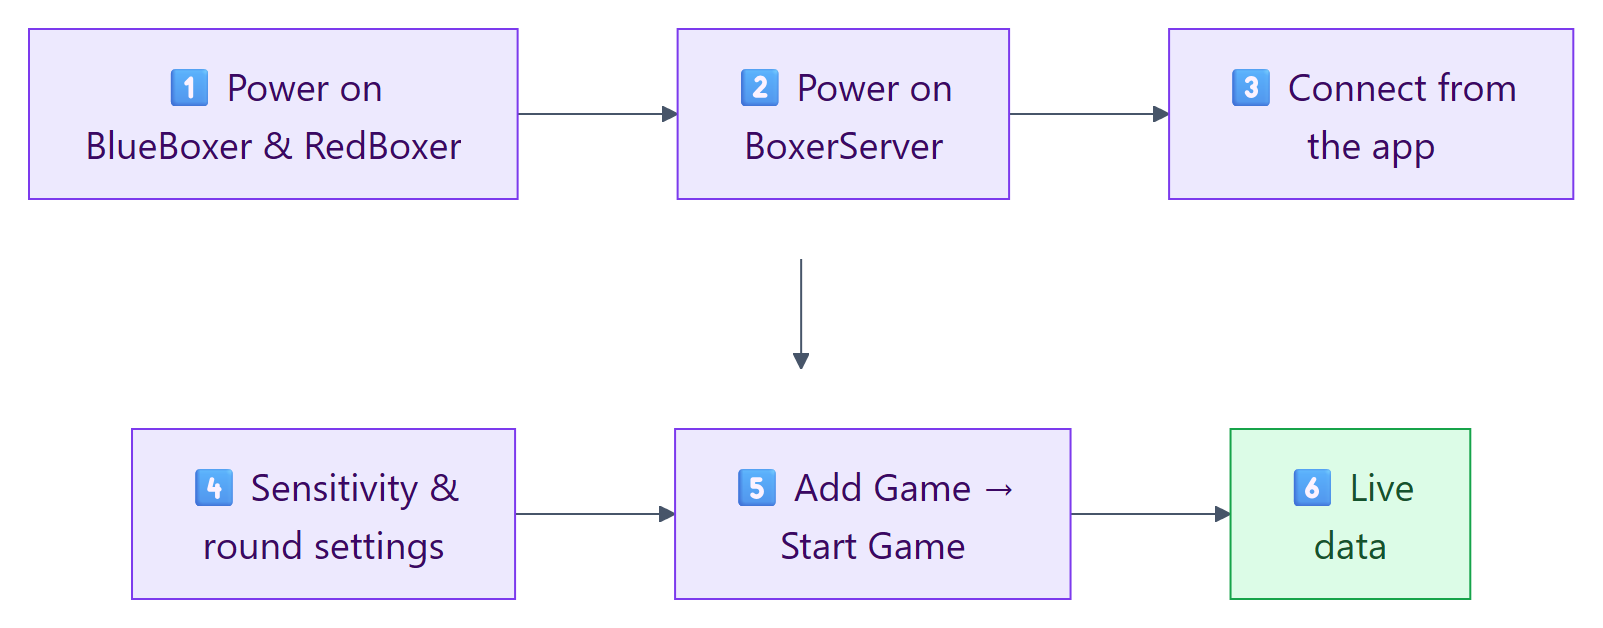 1️⃣ Power on
BlueBoxer & RedBoxer
2️⃣ Power on
BoxerServer
3️⃣ Connect from
the app
4️⃣ Sensitivity &
round settings
5️⃣ Add Game →
Start Game
6️⃣ Live
data